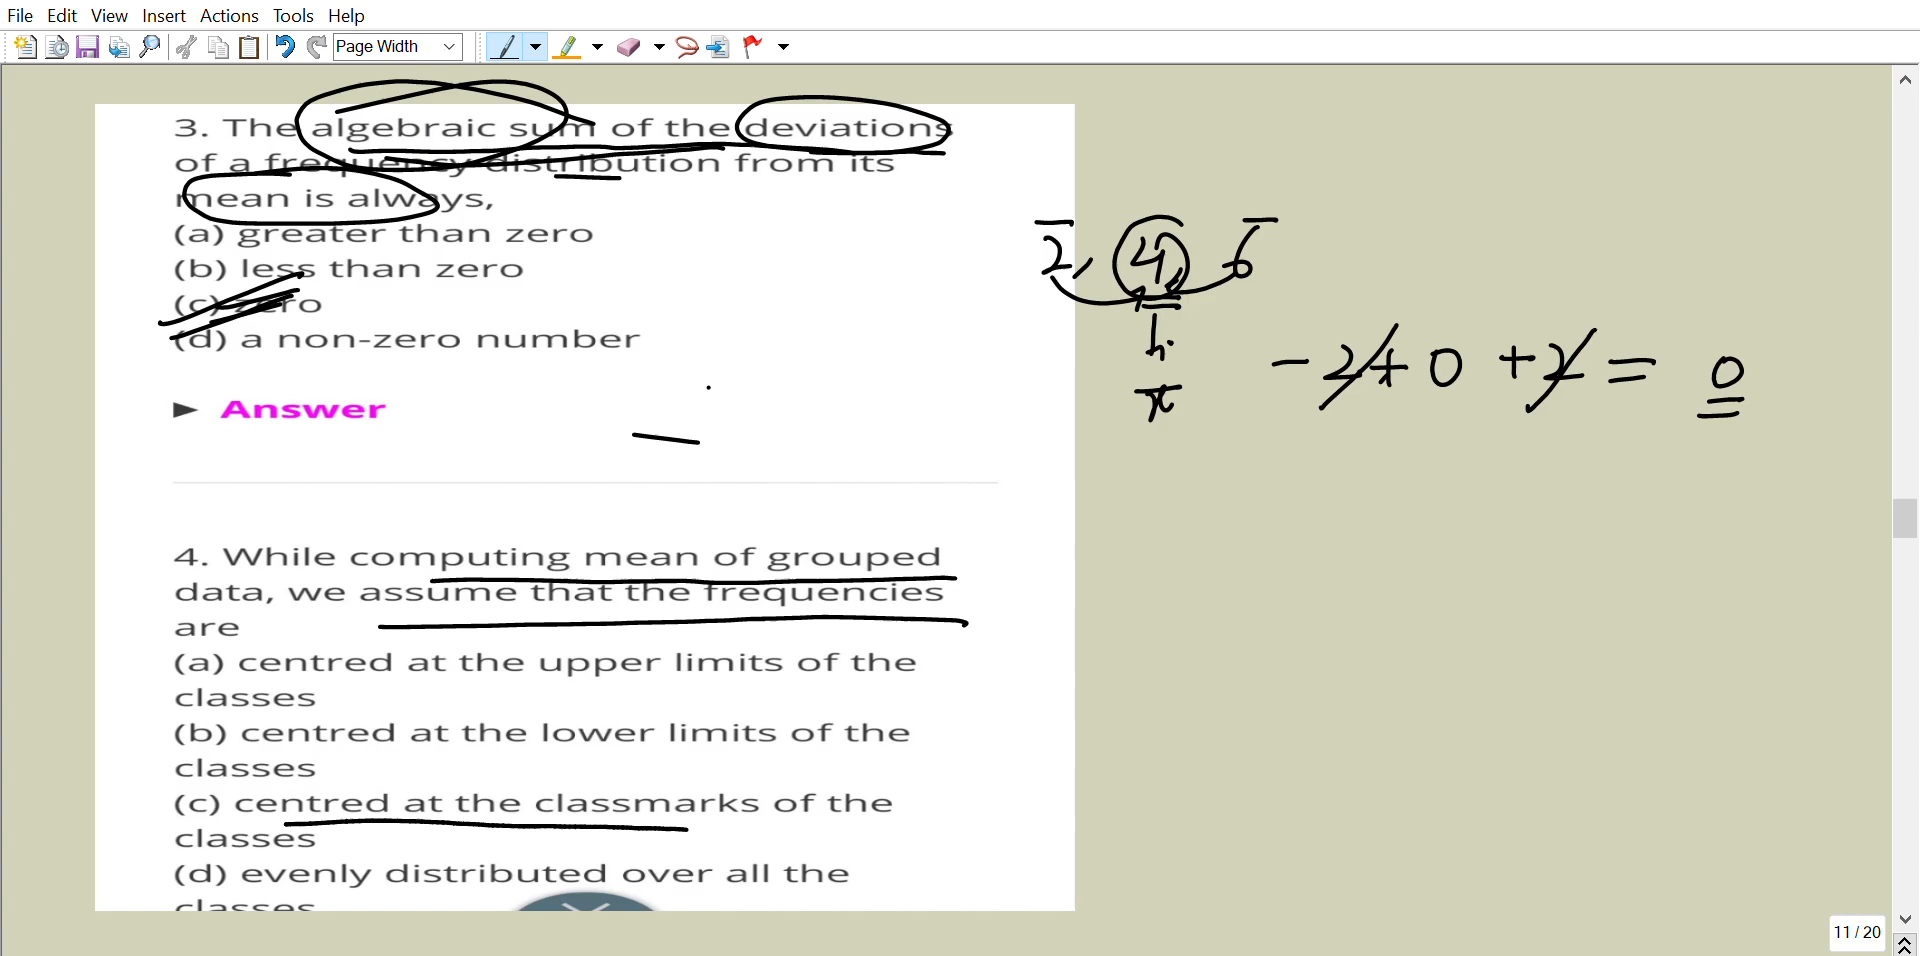 File Edit View Insert Actions Tools Help
Page Width
3. The algebraic sum of the deviations
of a frequency distribution from its
mean is always,
(a) greater than zero
(b) less than zero
(c) zero
(d) a non-zero number
► Answer
2, 4, 6
x̄
- 2 + 0 + 2 = 0
4. While computing mean of grouped
data, we assume that the frequencies
are
(a) centred at the upper limits of the
classes
(b) centred at the lower limits of the
classes
(c) centred at the classmarks of the
classes
(d) evenly distributed over all the
classes
11 / 20